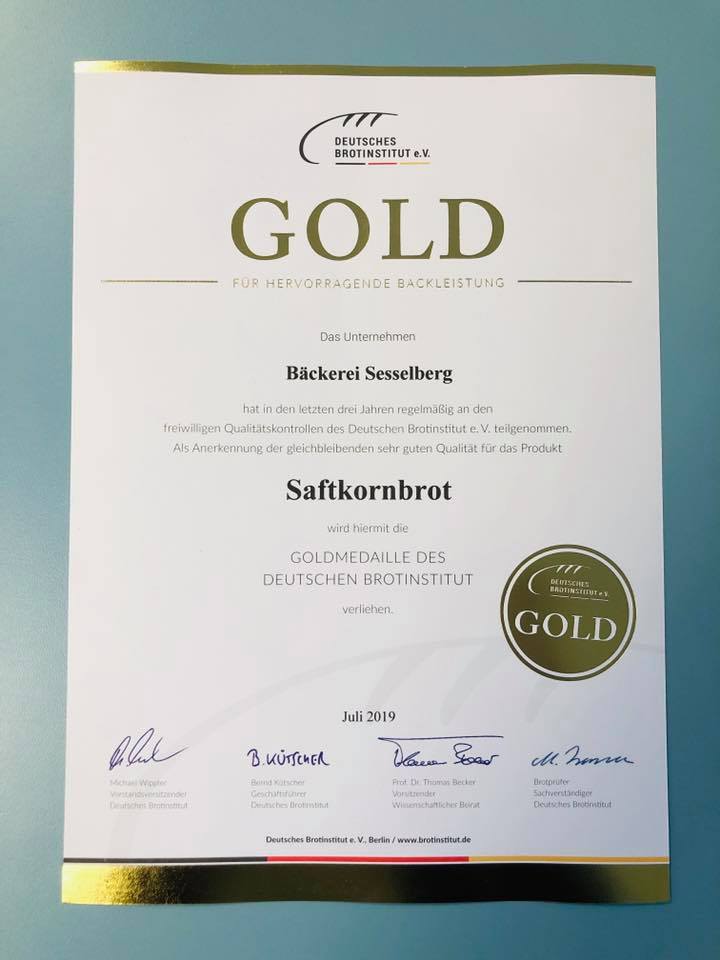 DEUTSCHES
BROTINSTITUT e.V.
GOLD
FÜR HERVORRAGENDE BACKLEISTUNG
Das Unternehmen
Bäckerei Sesselberg
hat in den letzten drei Jahren regelmäßig an den
freiwilligen Qualitätskontrollen des Deutschen Brotinstitut e. V. teilgenommen.
Als Anerkennung der gleichbleibenden sehr guten Qualität für das Produkt
Saftkornbrot
wird hiermit die
GOLDMEDAILLE DES
DEUTSCHEN BROTINSTITUT
verliehen.
DEUTSCHES
BROTINSTITUT e.V.
GOLD
Juli 2019
B. KÜTSCHER
Michael Wippler
Vorstandsvorsitzender
Deutsches Brotinstitut
Bernd Kütscher
Geschäftsführer
Deutsches Brotinstitut
Prof. Dr. Thomas Becker
Vorsitzender
Wissenschaftlicher Beirat
Brotprüfer
Sachverständiger
Deutsches Brotinstitut
Deutsches Brotinstitut e. V., Berlin / www.brotinstitut.de